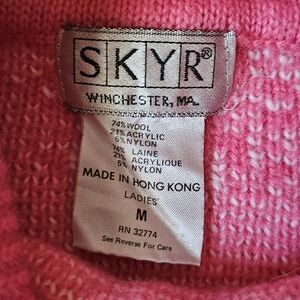 SKYR®
WINCHESTER, MA.
74% WOOL
21% ACRYLIC
5% NYLON
74% LAINE
21% ACRYLIQUE
5% NYLON
MADE IN HONG KONG
LADIES'
M
RN 32774
See Reverse For Care